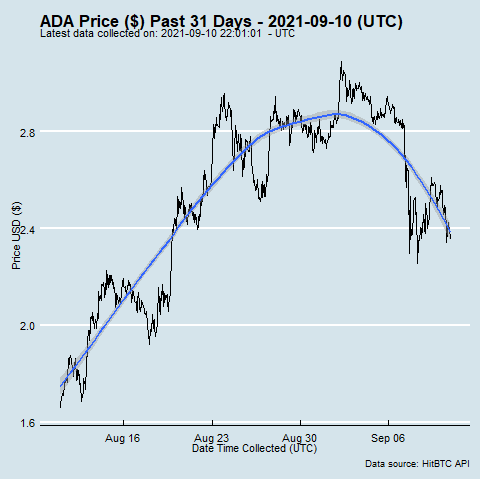 ADA Price ($) Past 31 Days - 2021-09-10 (UTC)
Latest data collected on: 2021-09-10 22:01:01  - UTC
Price USD ($)
2.8
2.4
2.0
1.6
Aug 16 Aug 23 Aug 30 Sep 06
Date Time Collected (UTC)
Data source: HitBTC API